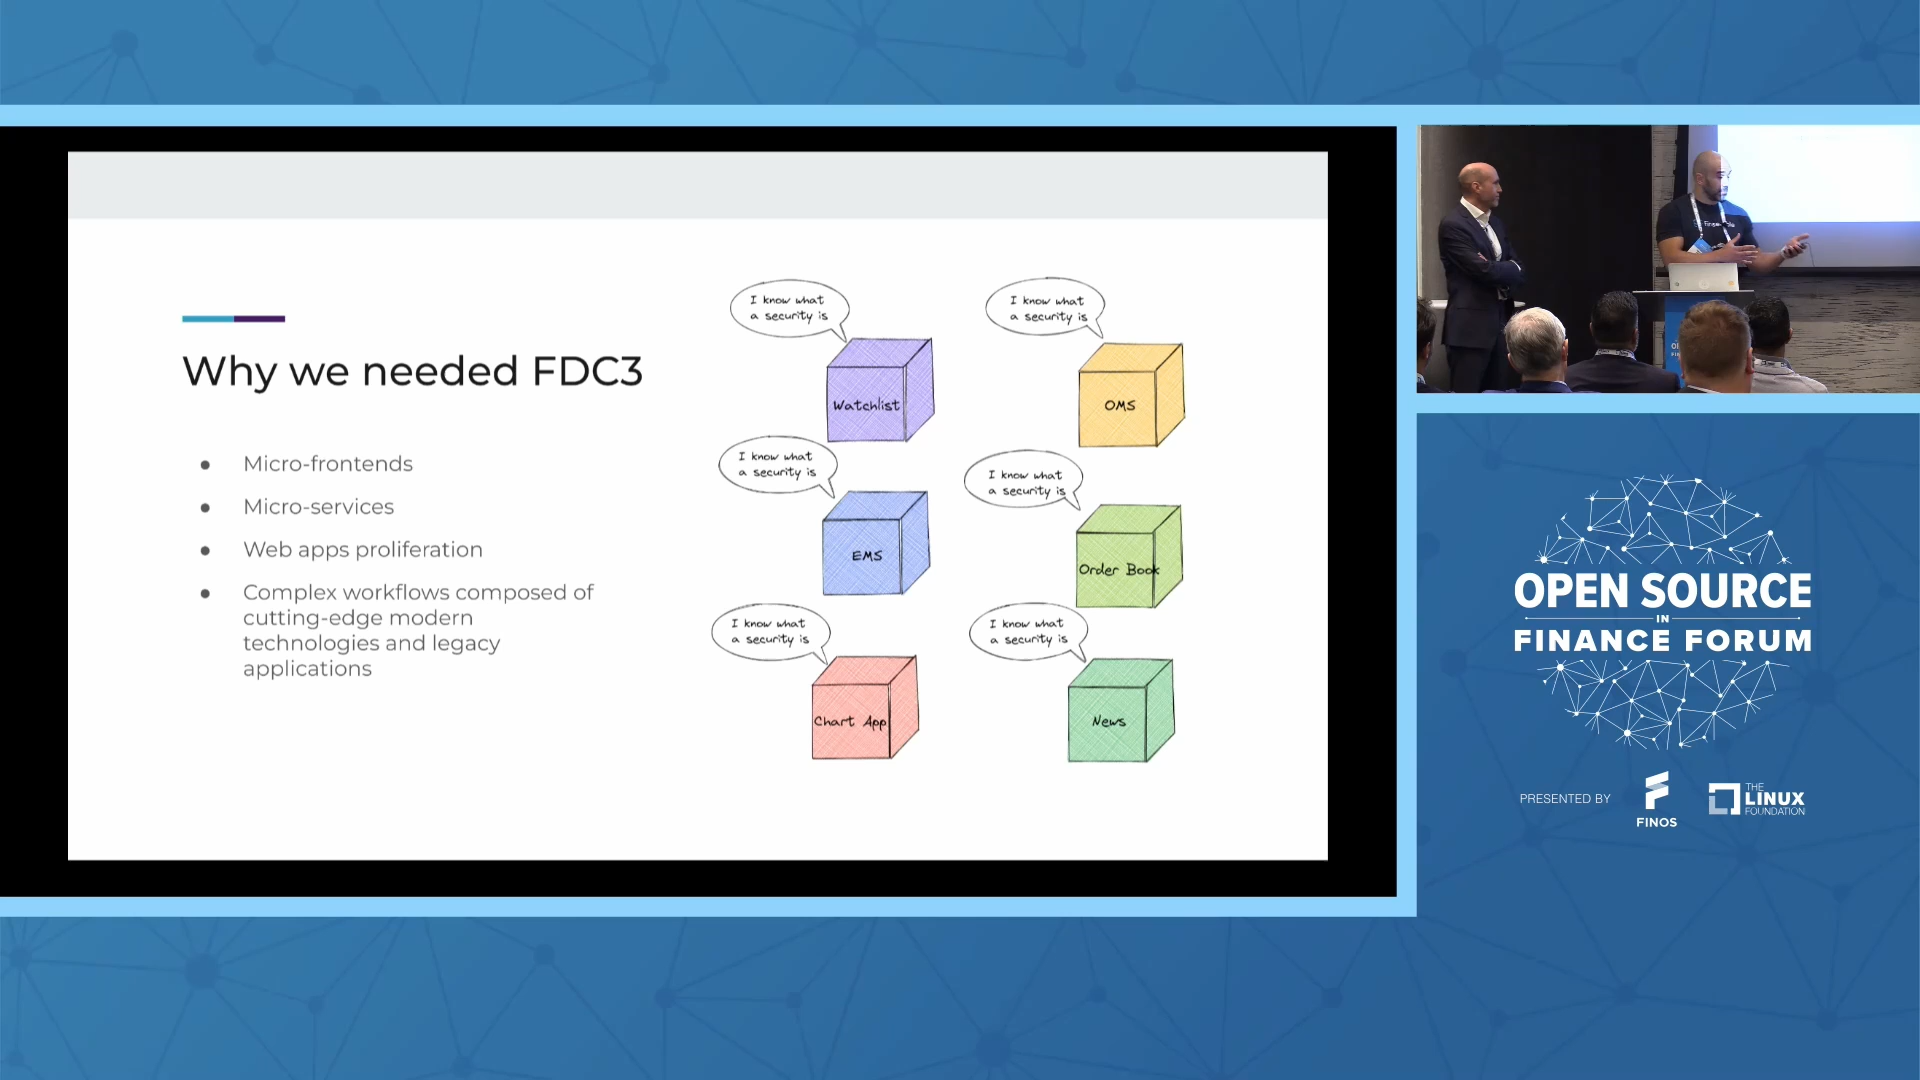 Why we needed FDC3
Micro-frontends
Micro-services
Web apps proliferation
Complex workflows composed of
cutting-edge modern
technologies and legacy
applications
I know what
a security is
Watchlist
I know what
a security is
OMS
I know what
a security is
EMS
I know what
a security is
Order Book
I know what
a security is
Chart App
I know what
a security is
News
OPEN SOURCE
IN
FINANCE FORUM
PRESENTED BY
FINOS
THE
LINUX
FOUNDATION